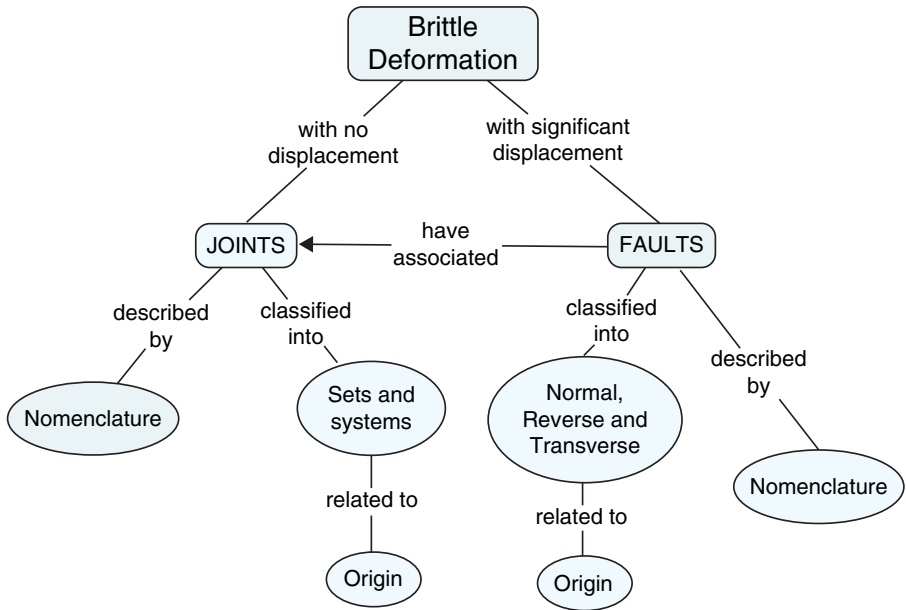 Brittle
Deformation
with no
displacement
with significant
displacement
JOINTS
have
associated
FAULTS
described
by
classified
into
classified
into
described
by
Nomenclature
Sets and
systems
Normal,
Reverse and
Transverse
Nomenclature
related to
related to
Origin
Origin